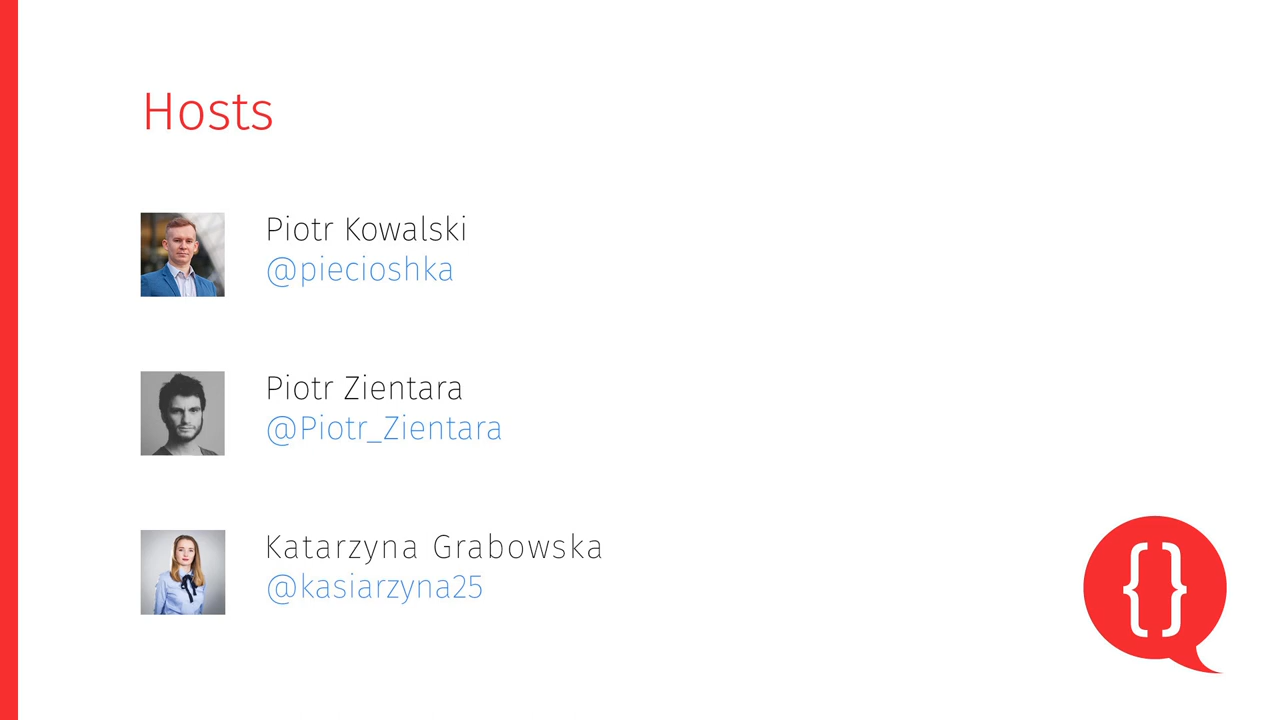 Hosts
Piotr Kowalski
@piecioshka
Piotr Zientara
@Piotr_Zientara
Katarzyna Grabowska
@kasiarzyna25
{}